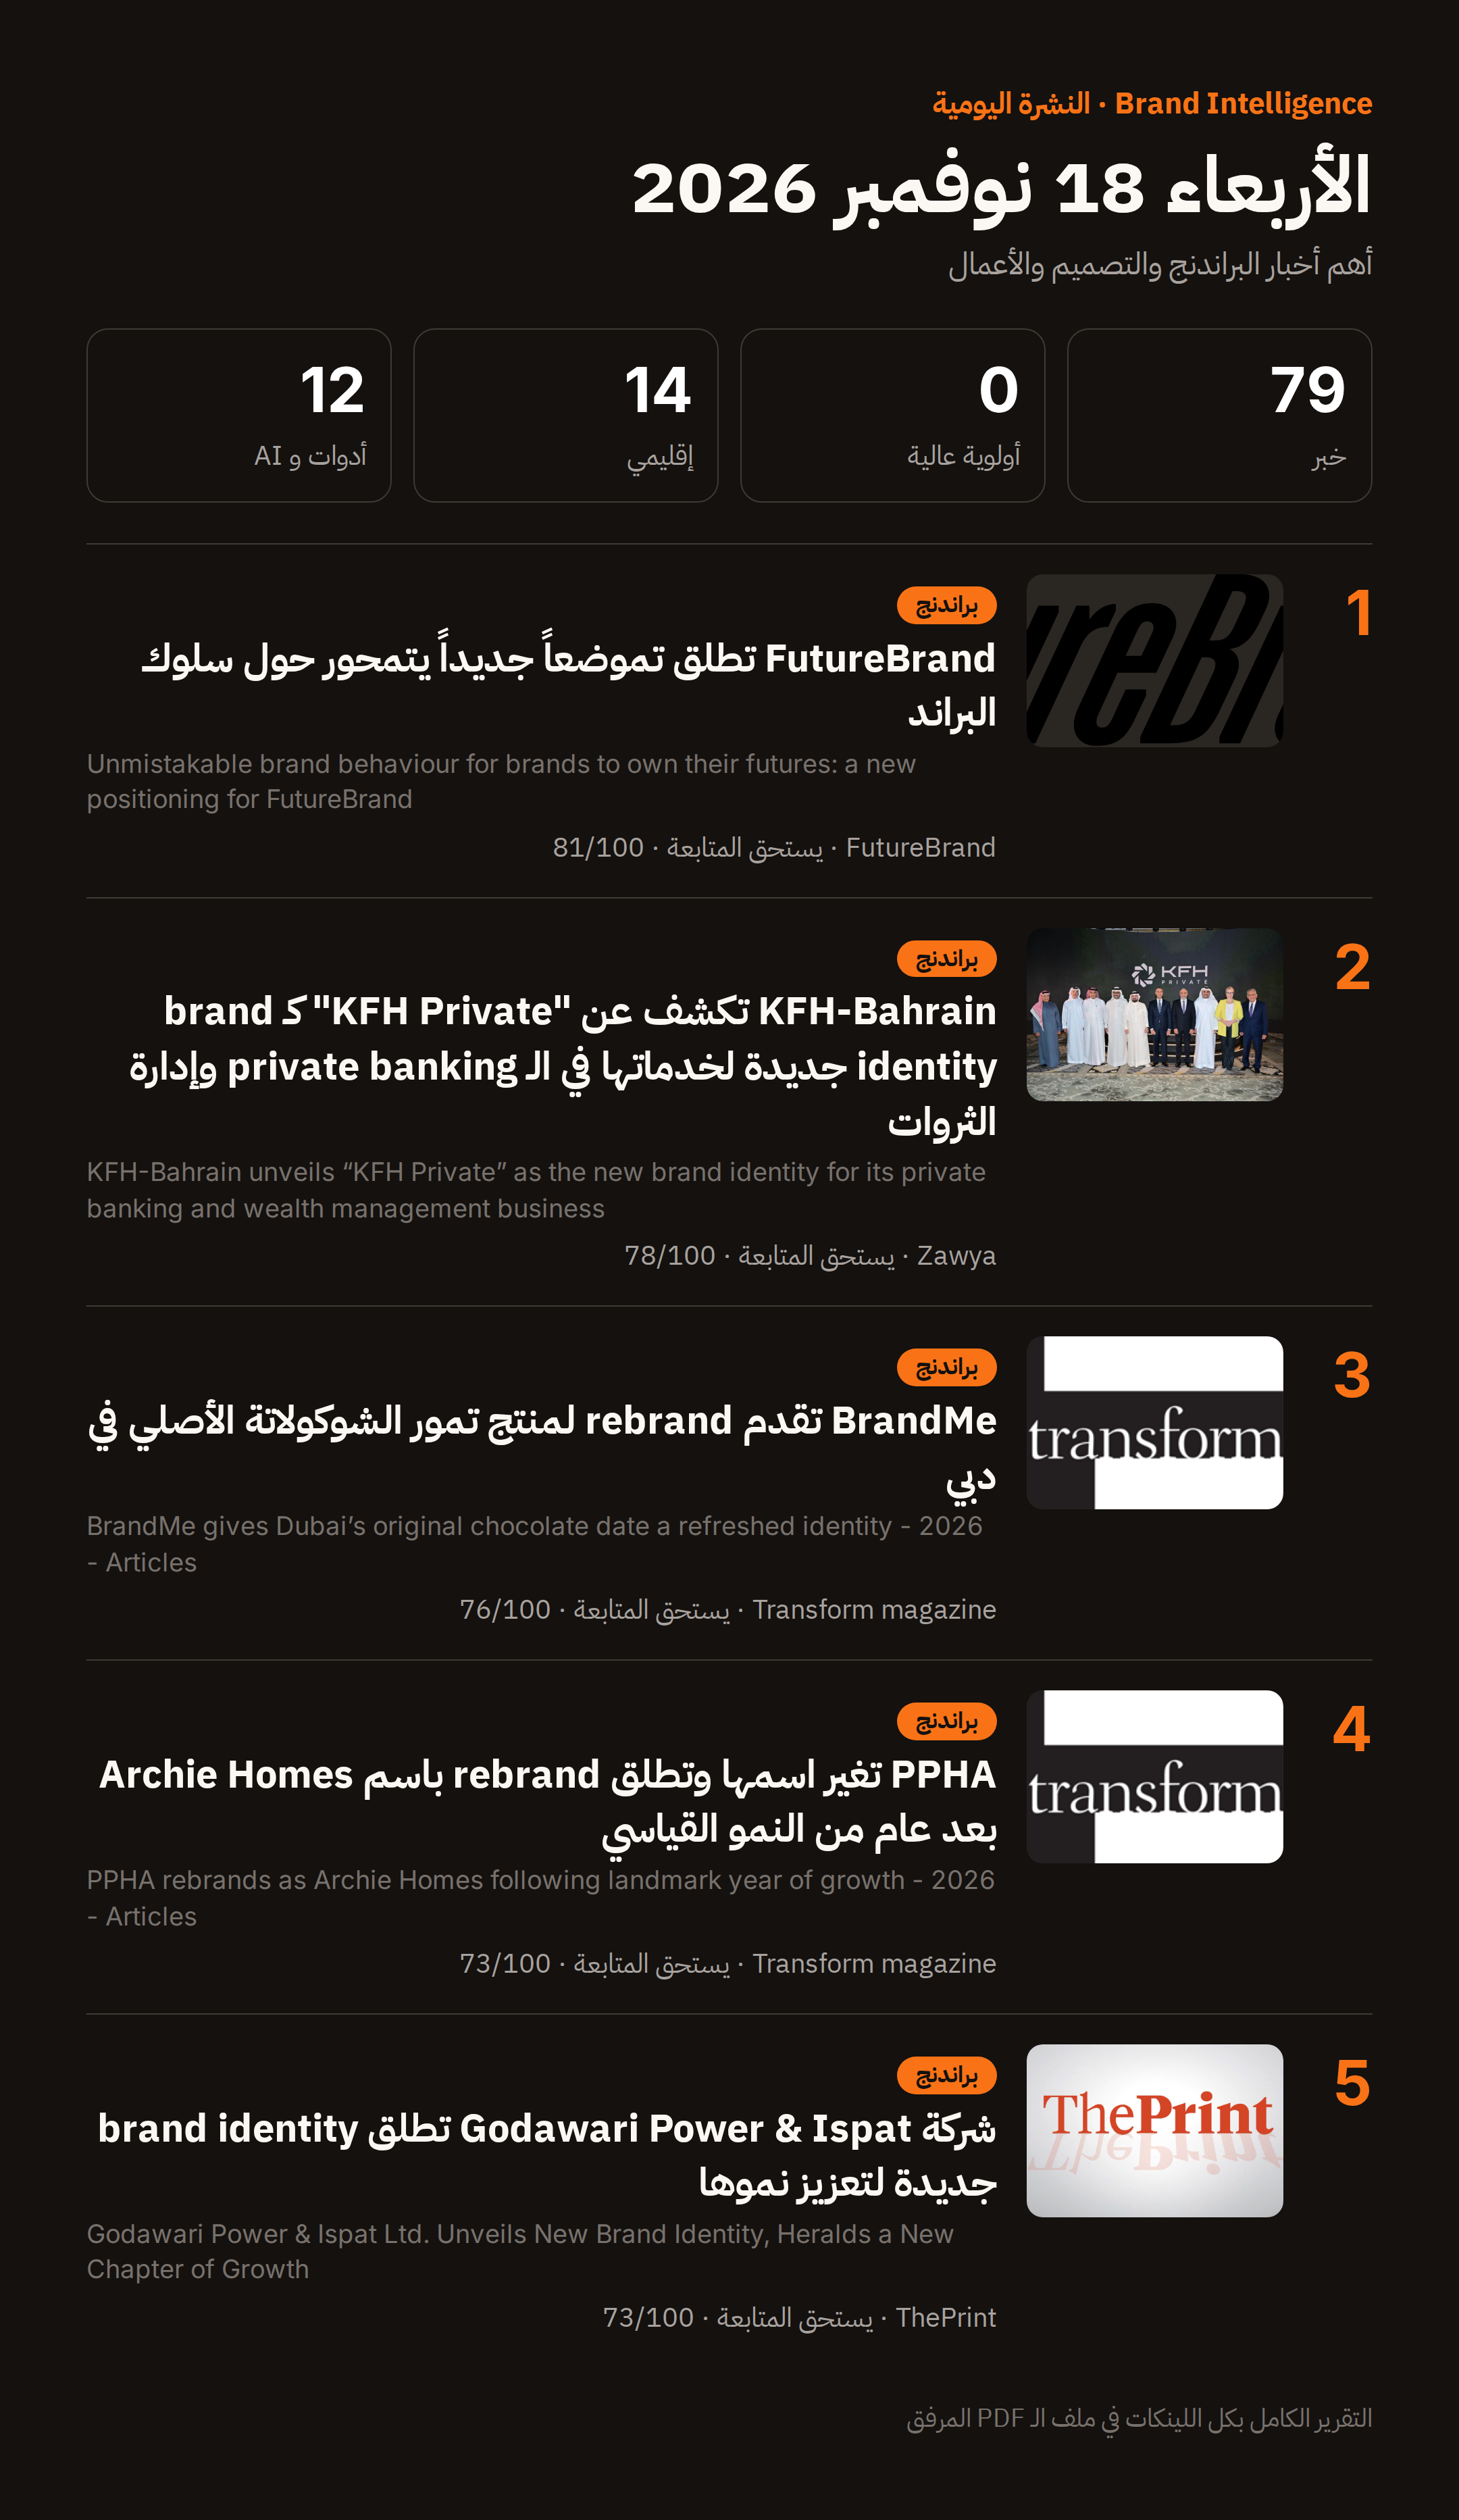 Brand Intelligence · النشرة اليومية
الأربعاء 18 نوفمبر 2026
أهم أخبار البراندنج والتصميم والأعمال
79
خبر
0
أولوية عالية
14
إقليمي
12
أدوات و AI
1
ureBr
براندنج
FutureBrand تطلق تموضعاً جديداً يتمحور حول سلوك
البراند
Unmistakable brand behaviour for brands to own their futures: a new
positioning for FutureBrand
FutureBrand · يستحق المتابعة · 81/100
2
KFH
PRIVATE
براندنج
KFH-Bahrain تكشف عن "KFH Private" كـ brand
identity جديدة لخدماتها في الـ private banking وإدارة
الثروات
KFH-Bahrain unveils “KFH Private” as the new brand identity for its private
banking and wealth management business
Zawya · يستحق المتابعة · 78/100
3
transform
براندنج
BrandMe تقدم rebrand لمنتج تمور الشوكولاتة الأصلي في
دبي
BrandMe gives Dubai’s original chocolate date a refreshed identity - 2026
- Articles
Transform magazine · يستحق المتابعة · 76/100
4
transform
براندنج
PPHA تغير اسمها وتطلق rebrand باسم Archie Homes
بعد عام من النمو القياسي
PPHA rebrands as Archie Homes following landmark year of growth - 2026
- Articles
Transform magazine · يستحق المتابعة · 73/100
5
ThePrint
براندنج
شركة Godawari Power & Ispat تطلق brand identity
جديدة لتعزيز نموها
Godawari Power & Ispat Ltd. Unveils New Brand Identity, Heralds a New
Chapter of Growth
ThePrint · يستحق المتابعة · 73/100
التقرير الكامل بكل اللينكات في ملف الـ PDF المرفق